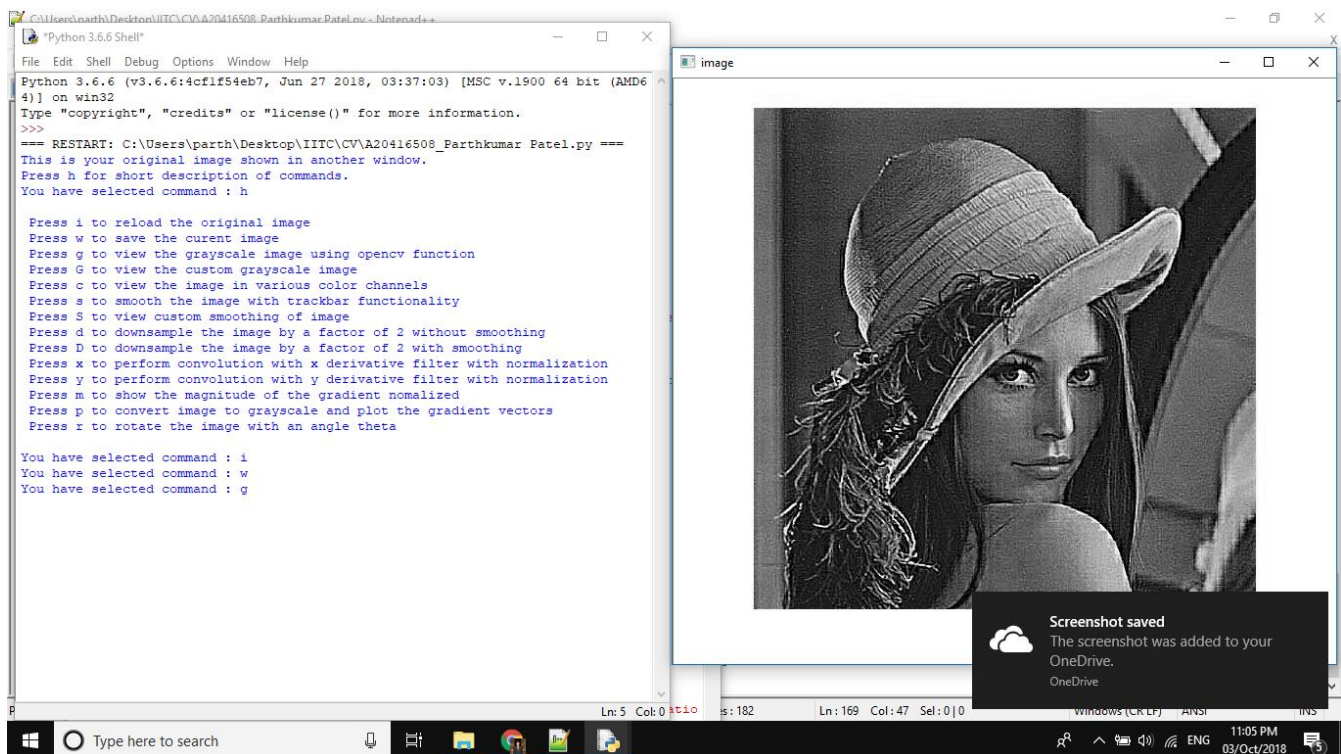 C:\Users\parth\Desktop\IITC\CV\A20416508_Parthkumar Patel.py - Notepad++
*Python 3.6.6 Shell*
File Edit Shell Debug Options Window Help
Python 3.6.6 (v3.6.6:4cf1f54eb7, Jun 27 2018, 03:37:03) [MSC v.1900 64 bit (AMD6
4)] on win32
Type "copyright", "credits" or "license()" for more information.
>>>
=== RESTART: C:\Users\parth\Desktop\IITC\CV\A20416508_Parthkumar Patel.py ===
This is your original image shown in another window.
Press h for short description of commands.
You have selected command : h
Press i to reload the original image
Press w to save the curent image
Press g to view the grayscale image using opencv function
Press G to view the custom grayscale image
Press c to view the image in various color channels
Press s to smooth the image with trackbar functionality
Press S to view custom smoothing of image
Press d to downsample the image by a factor of 2 without smoothing
Press D to downsample the image by a factor of 2 with smoothing
Press x to perform convolution with x derivative filter with normalization
Press y to perform convolution with y derivative filter with normalization
Press m to show the magnitude of the gradient nomalized
Press p to convert image to grayscale and plot the gradient vectors
Press r to rotate the image with an angle theta
You have selected command : i
You have selected command : w
You have selected command : g
Ln: 5 Col: 0
image
Screenshot saved
The screenshot was added to your
OneDrive.
OneDrive
atio
es : 182 Ln : 169 Col : 47 Sel : 0 | 0 Windows (CR LF) ANSI INS
Type here to search
ENG
11:05 PM
03/Oct/2018
5